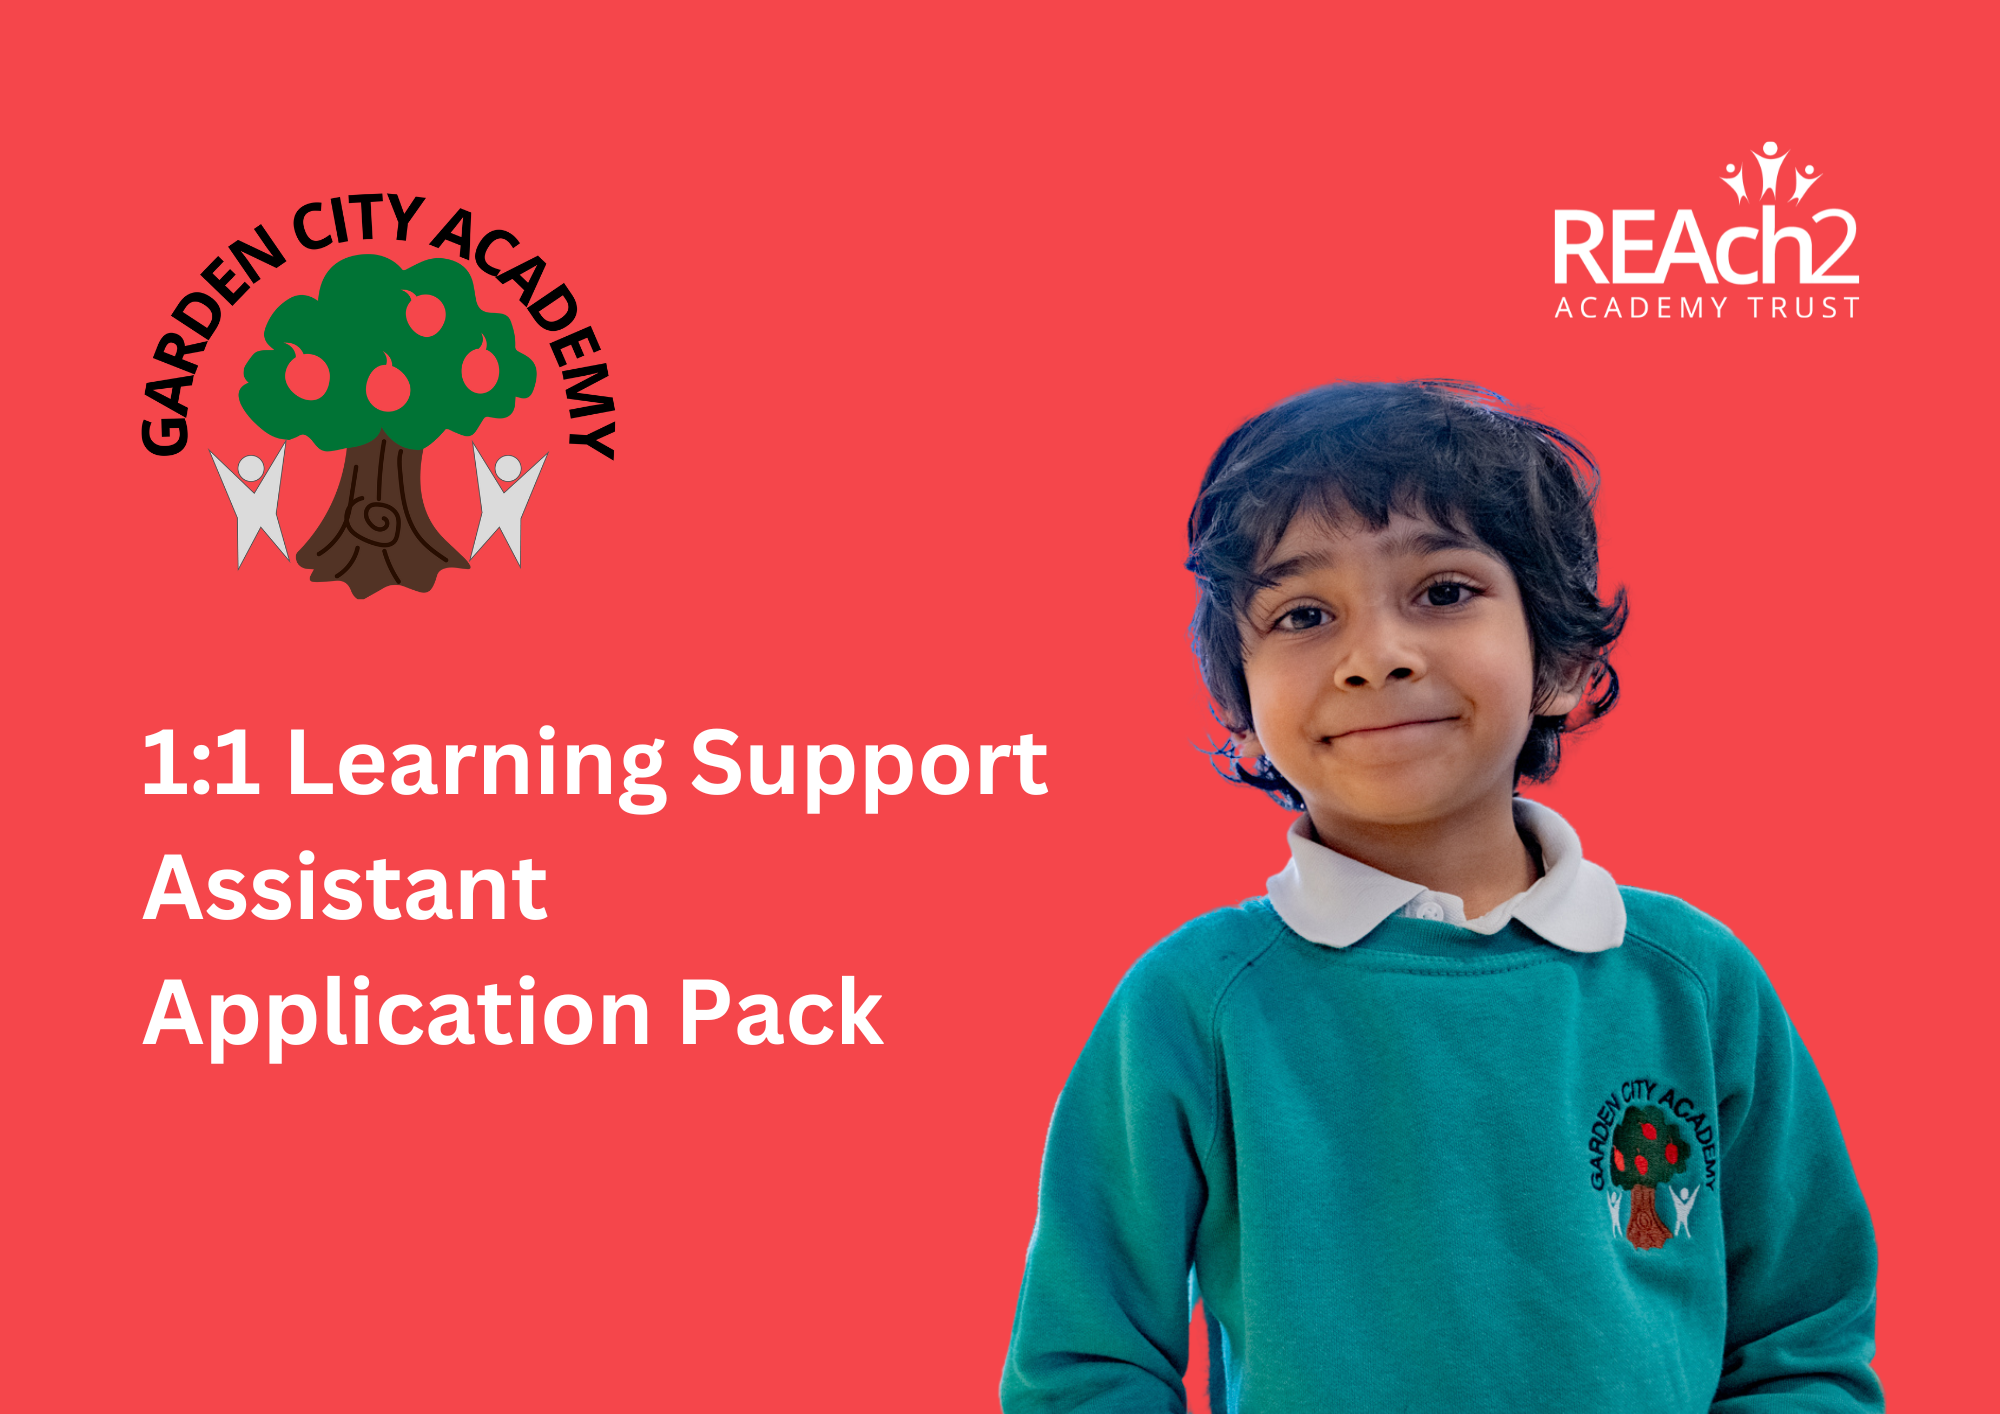 GARDEN CITY ACADEMY
REAch2
ACADEMY TRUST
1:1 Learning Support
Assistant
Application Pack
GARDEN CITY ACADEMY